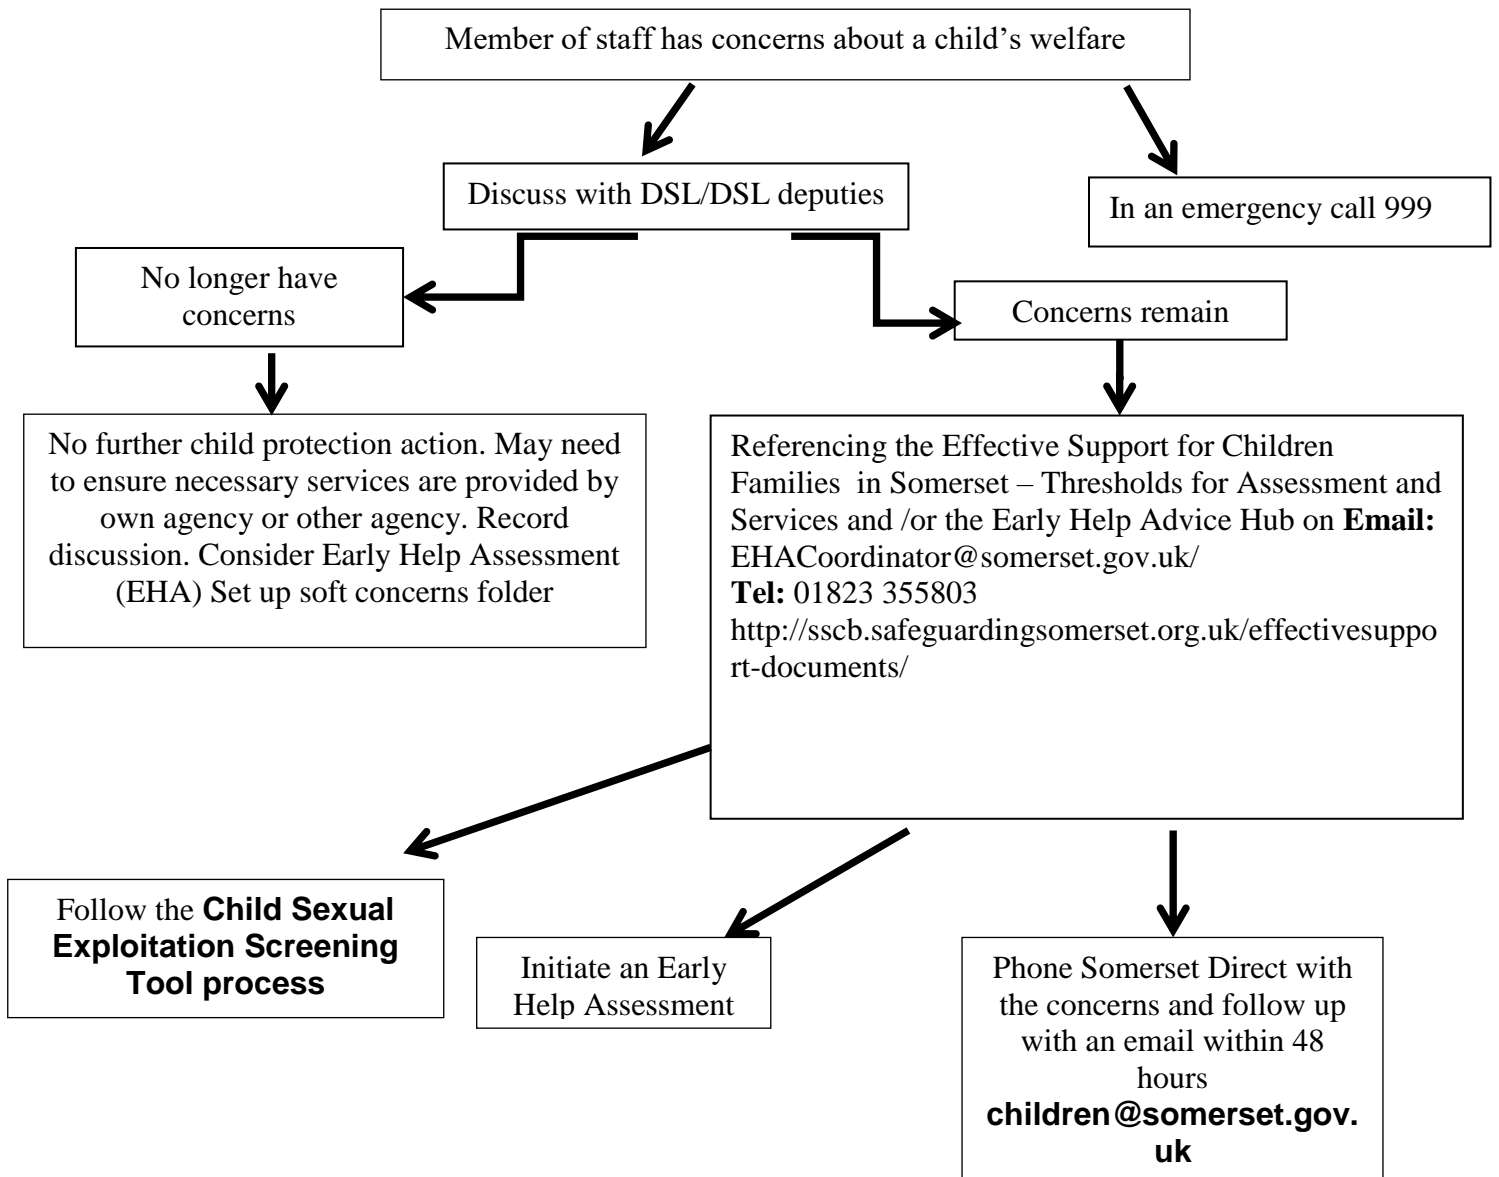 Member of staff has concerns about a child’s welfare
Discuss with DSL/DSL deputies
In an emergency call 999
No longer have
concerns
Concerns remain
No further child protection action. May need
to ensure necessary services are provided by
own agency or other agency. Record
discussion. Consider Early Help Assessment
(EHA) Set up soft concerns folder
Referencing the Effective Support for Children
Families  in Somerset – Thresholds for Assessment and
Services and /or the Early Help Advice Hub on Email:
EHACoordinator@somerset.gov.uk/
Tel: 01823 355803
http://sscb.safeguardingsomerset.org.uk/effectivesuppo
rt-documents/
Follow the Child Sexual
Exploitation Screening
Tool process
Initiate an Early
Help Assessment
Phone Somerset Direct with
the concerns and follow up
with an email within 48
hours
children@somerset.gov.
uk